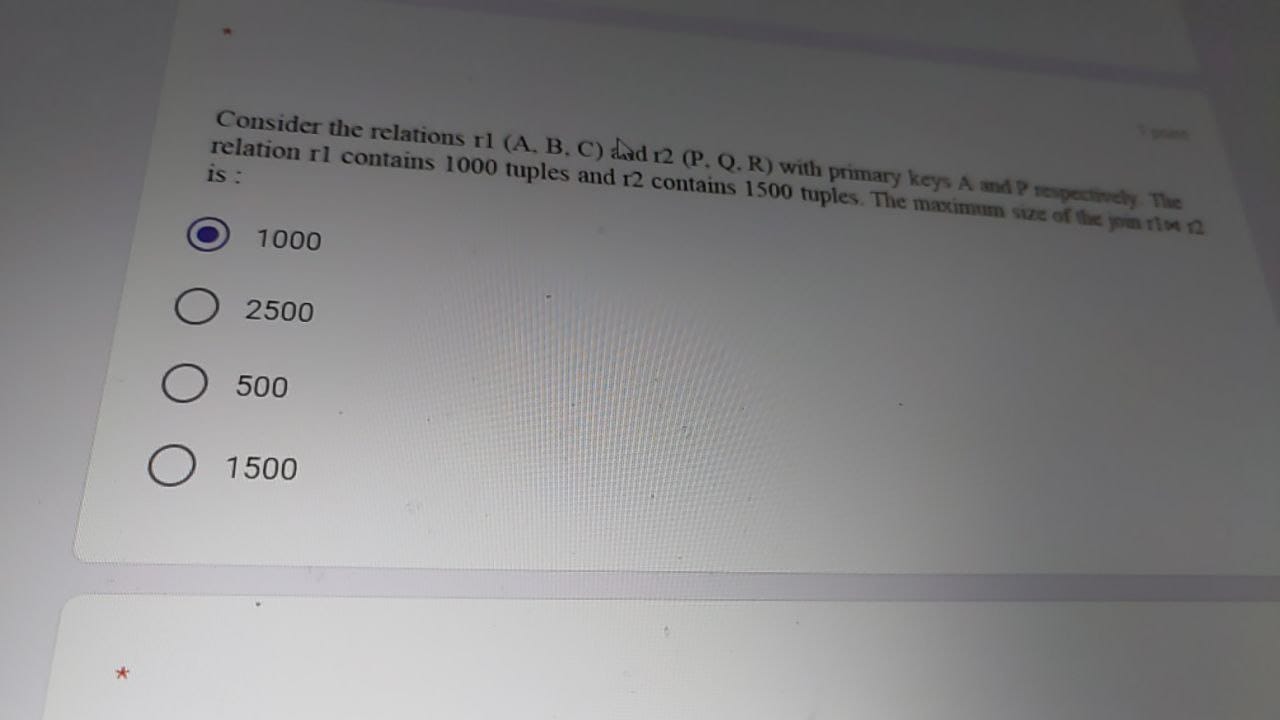 *
1 point
Consider the relations r1 (A, B, C) and r2 (P, Q, R) with primary keys A and P respectively. The
relation r1 contains 1000 tuples and r2 contains 1500 tuples. The maximum size of the join r1⋈ r2
is :
1000
2500
500
1500
*